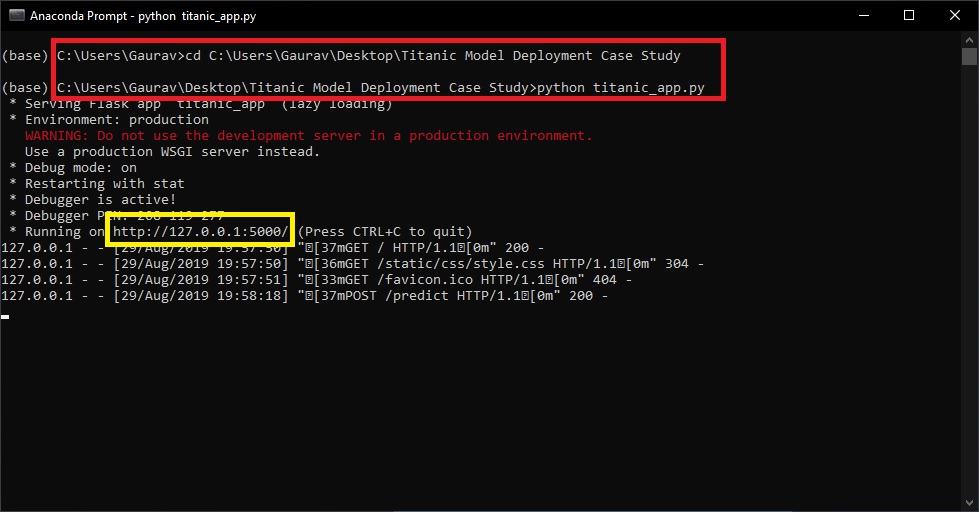 Anaconda Prompt - python titanic_app.py
(base) C:\Users\Gaurav>cd C:\Users\Gaurav\Desktop\Titanic Model Deployment Case Study
(base) C:\Users\Gaurav\Desktop\Titanic Model Deployment Case Study>python titanic_app.py
* Serving Flask app "titanic_app" (lazy loading)
* Environment: production
WARNING: Do not use the development server in a production environment.
Use a production WSGI server instead.
* Debug mode: on
* Restarting with stat
* Debugger is active!
* Debugger PIN:
* Running on http://127.0.0.1:5000/ (Press CTRL+C to quit)
127.0.0.1 - - [29/Aug/2019 19:57:50] "␛[37mGET / HTTP/1.1␛[0m" 200 -
127.0.0.1 - - [29/Aug/2019 19:57:50] "␛[36mGET /static/css/style.css HTTP/1.1␛[0m" 304 -
127.0.0.1 - - [29/Aug/2019 19:57:51] "␛[33mGET /favicon.ico HTTP/1.1␛[0m" 404 -
127.0.0.1 - - [29/Aug/2019 19:58:18] "␛[37mPOST /predict HTTP/1.1␛[0m" 200 -